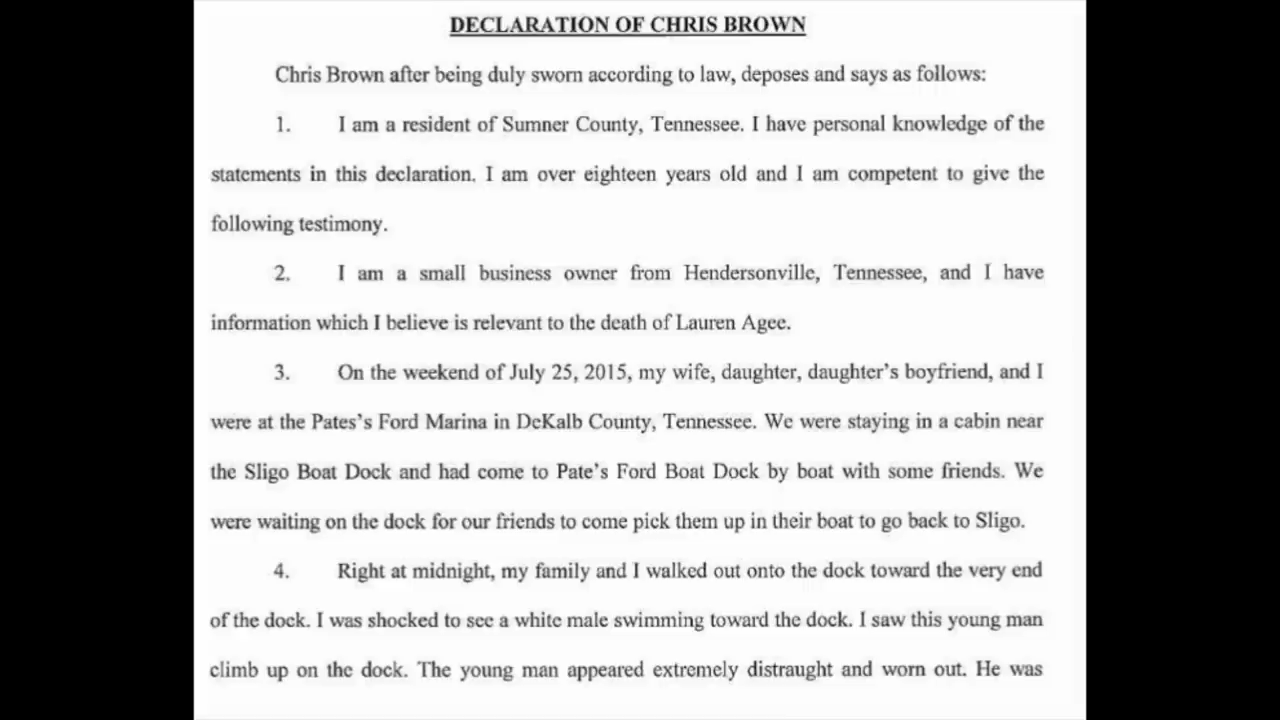 DECLARATION OF CHRIS BROWN
Chris Brown after being duly sworn according to law, deposes and says as follows:
1. I am a resident of Sumner County, Tennessee. I have personal knowledge of the
statements in this declaration. I am over eighteen years old and I am competent to give the
following testimony.
2. I am a small business owner from Hendersonville, Tennessee, and I have
information which I believe is relevant to the death of Lauren Agee.
3. On the weekend of July 25, 2015, my wife, daughter, daughter's boyfriend, and I
were at the Pates's Ford Marina in DeKalb County, Tennessee. We were staying in a cabin near
the Sligo Boat Dock and had come to Pate's Ford Boat Dock by boat with some friends. We
were waiting on the dock for our friends to come pick them up in their boat to go back to Sligo.
4. Right at midnight, my family and I walked out onto the dock toward the very end
of the dock. I was shocked to see a white male swimming toward the dock. I saw this young man
climb up on the dock. The young man appeared extremely distraught and worn out. He was